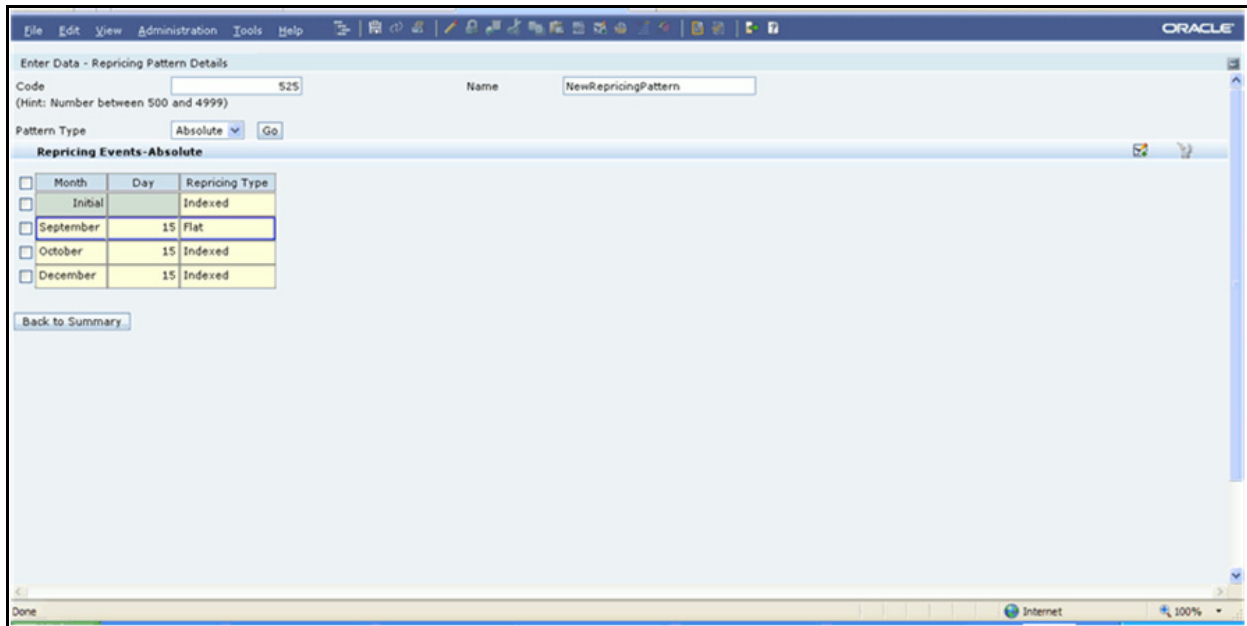 File Edit View Administration Tools Help ORACLE
Enter Data - Repricing Pattern Details
Code 525 Name NewRepricingPattern
(Hint: Number between 500 and 4999)
Pattern Type Absolute Go
Repricing Events-Absolute
Month Day Repricing Type
Initial Indexed
September 15 Flat
October 15 Indexed
December 15 Indexed
Back to Summary
Done Internet 100%